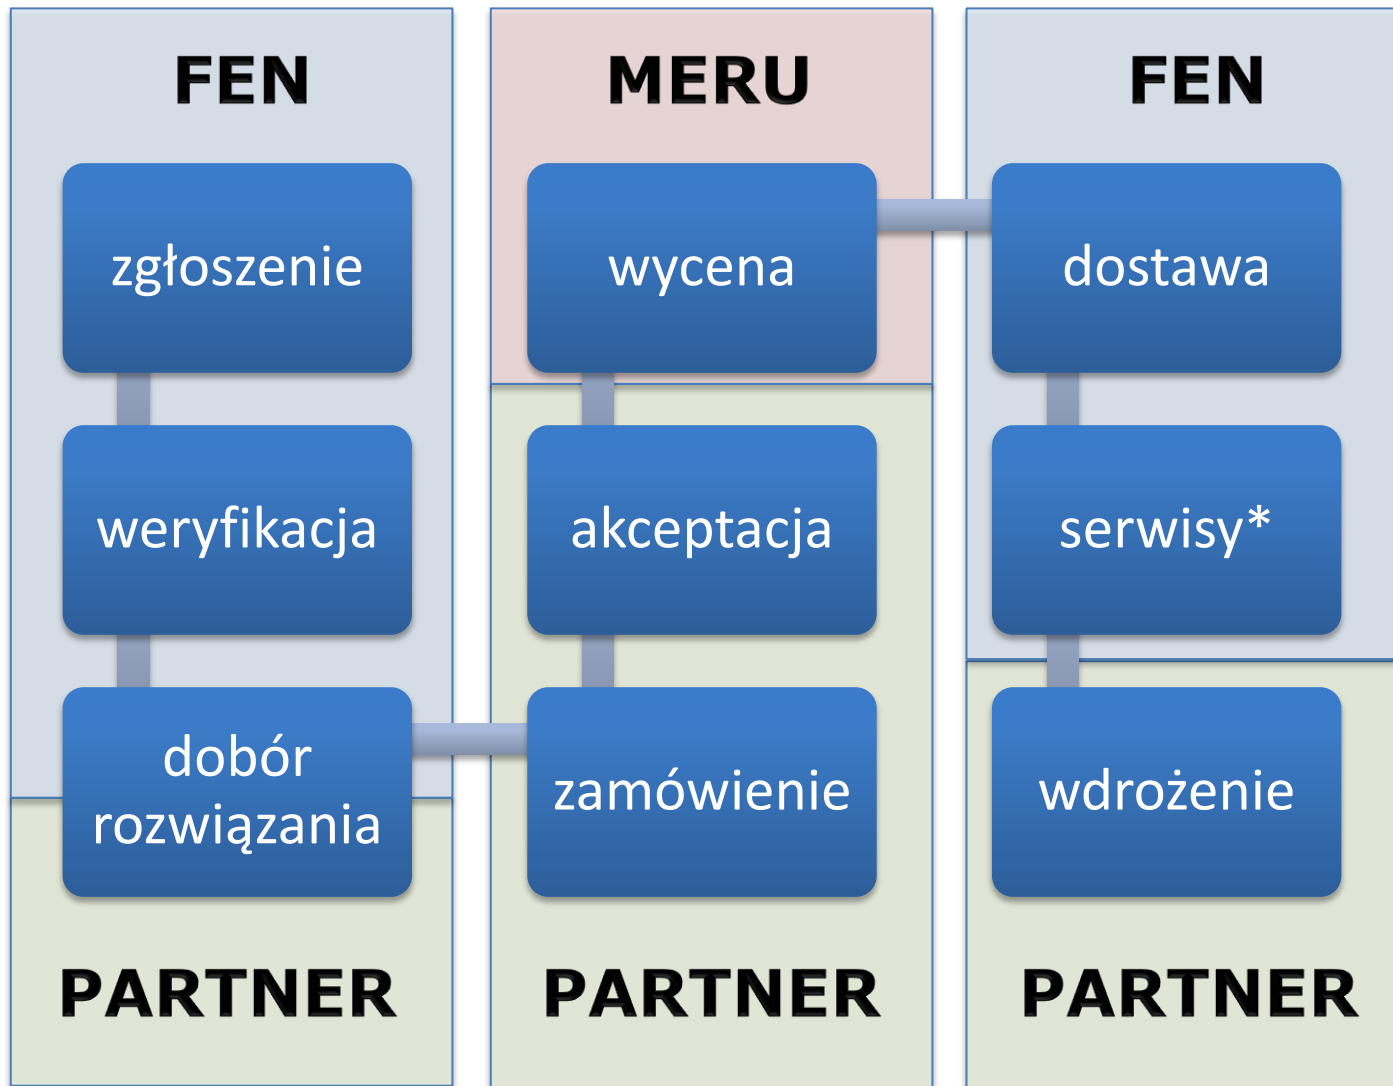 FEN
zgłoszenie
weryfikacja
dobór
rozwiązania
PARTNER
MERU
wycena
akceptacja
zamówienie
PARTNER
FEN
dostawa
serwisy*
wdrożenie
PARTNER